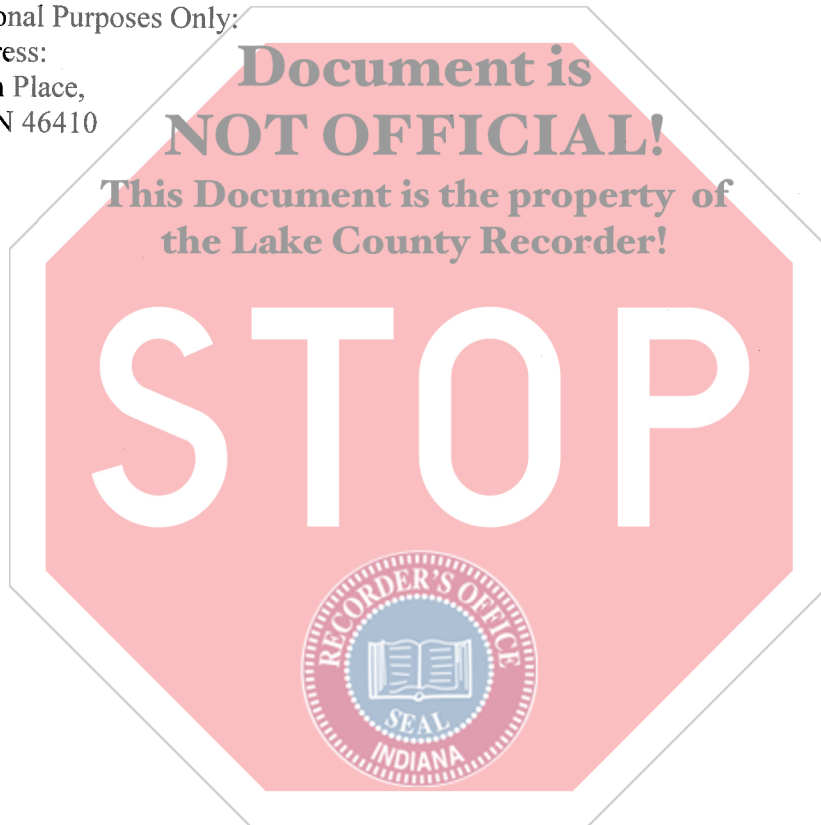 onal Purposes Only:
ress:
Place,
N 46410
Document is
NOT OFFICIAL!
This Document is the property of
the Lake County Recorder!
STOP
RECORDER'S OFFICE
SEAL
INDIANA